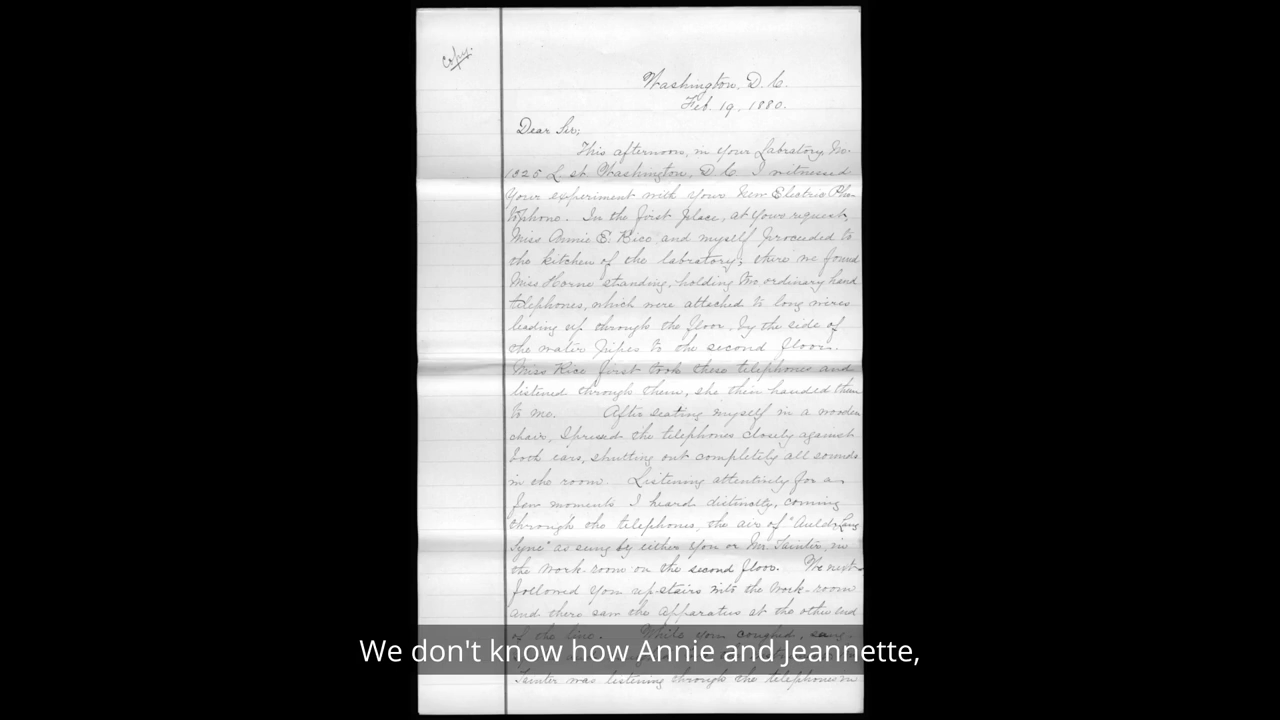 Copy.
Washington, D. C.
Feb. 19, 1880.
Dear Sir;
This afternoon, in your Labratory, No.
1325 L. st. Washington, D. C. I witnessed
your experiment with your New Electric Pho-
tophone. In the first place, at your request,
Miss Annie E. Rice and myself proceeded to
the kitchen of the labratory; there we found
Miss Horne standing, holding two ordinary hand
telephones, which were attached to long wires
leading up through the floor, by the side of
the water pipes to the second floor.
Miss Rice first took these telephones and
listened through them, she then handed them
to me. After seating myself in a wooden
chair, I pressed the telephones closely against
both ears, shutting out completely all sounds
in the room. Listening attentively for a
few moments I heard distinctly, coming
through the telephones, the air of "Auld Lang
Syne" as sung by either you or Mr. Tainter, in
the work-room on the second floor. We next
followed you up-stairs into the work-room
and there saw the apparatus at the other end
of the line. While you coughed, sang
We don't know how Annie and Jeannette,
Tainter was listening through the telephones in